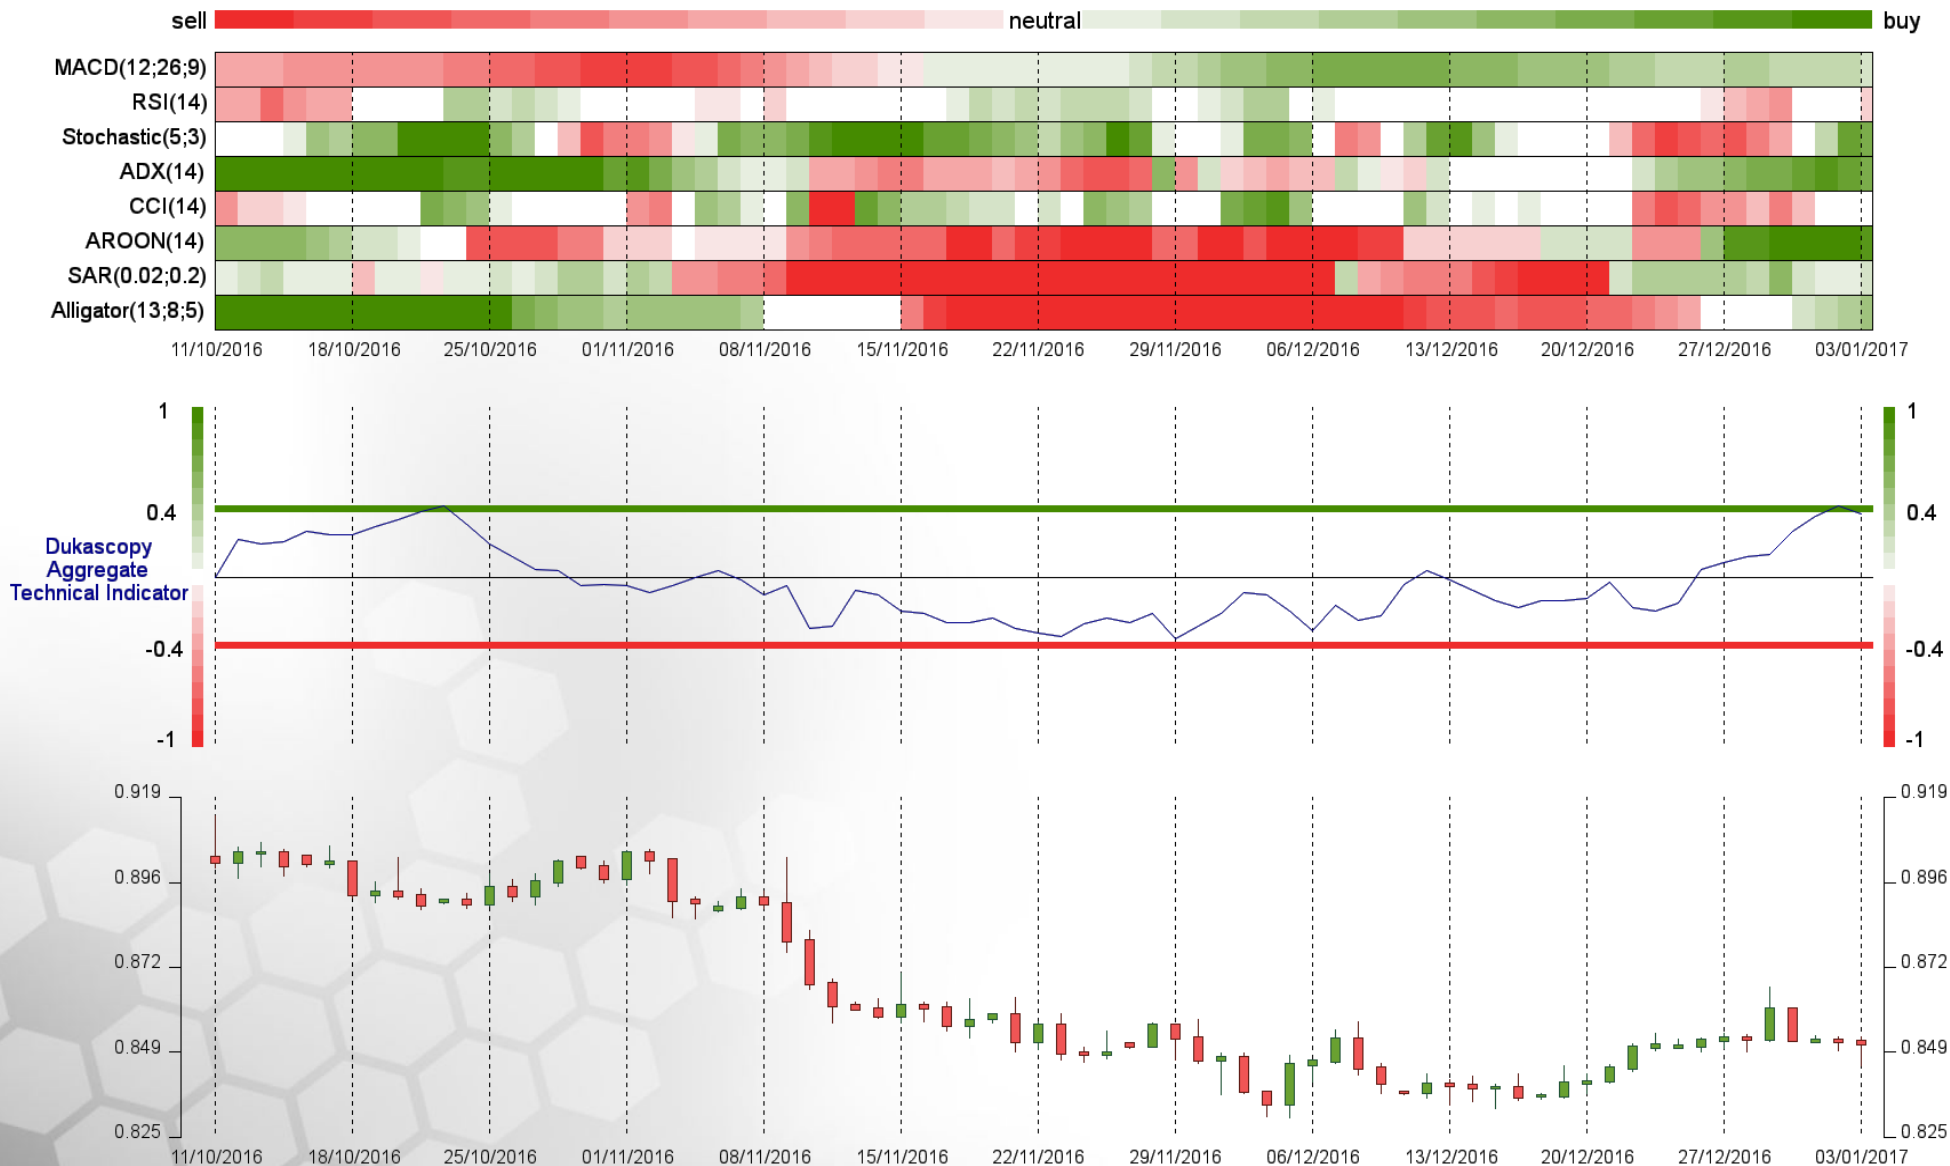 sell neutral buy
MACD(12;26;9)
RSI(14)
Stochastic(5;3)
ADX(14)
CCI(14)
AROON(14)
SAR(0.02;0.2)
Alligator(13;8;5)
11/10/2016 18/10/2016 25/10/2016 01/11/2016 08/11/2016 15/11/2016 22/11/2016 29/11/2016 06/12/2016 13/12/2016 20/12/2016 27/12/2016 03/01/2017
1 1
0.4 0.4
Dukascopy
Aggregate
Technical Indicator
-0.4 -0.4
-1 -1
0.919 0.919
0.896 0.896
0.872 0.872
0.849 0.849
0.825 0.825
11/10/2016 18/10/2016 25/10/2016 01/11/2016 08/11/2016 15/11/2016 22/11/2016 29/11/2016 06/12/2016 13/12/2016 20/12/2016 27/12/2016 03/01/2017